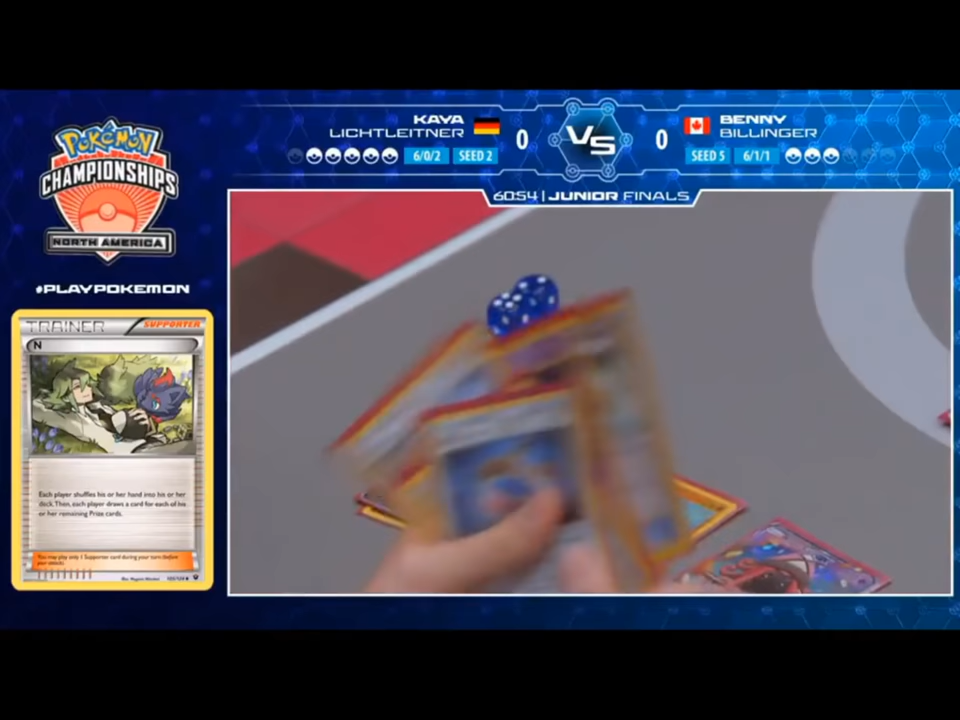 KAYA
LICHTLEITNER
0
6/0/2
SEED 2
VS
BENNY
BILLINGER
0
SEED 5
6/1/1
60:54 | JUNIOR FINALS
Pokémon
CHAMPIONSHIPS
NORTH AMERICA
#PLAYPOKEMON
TRAINER
SUPPORTER
N
Each player shuffles his or her hand into his or her
deck. Then, each player draws a card for each of his
or her remaining Prize cards.
You may play only 1 Supporter card during your turn (before
your attack).